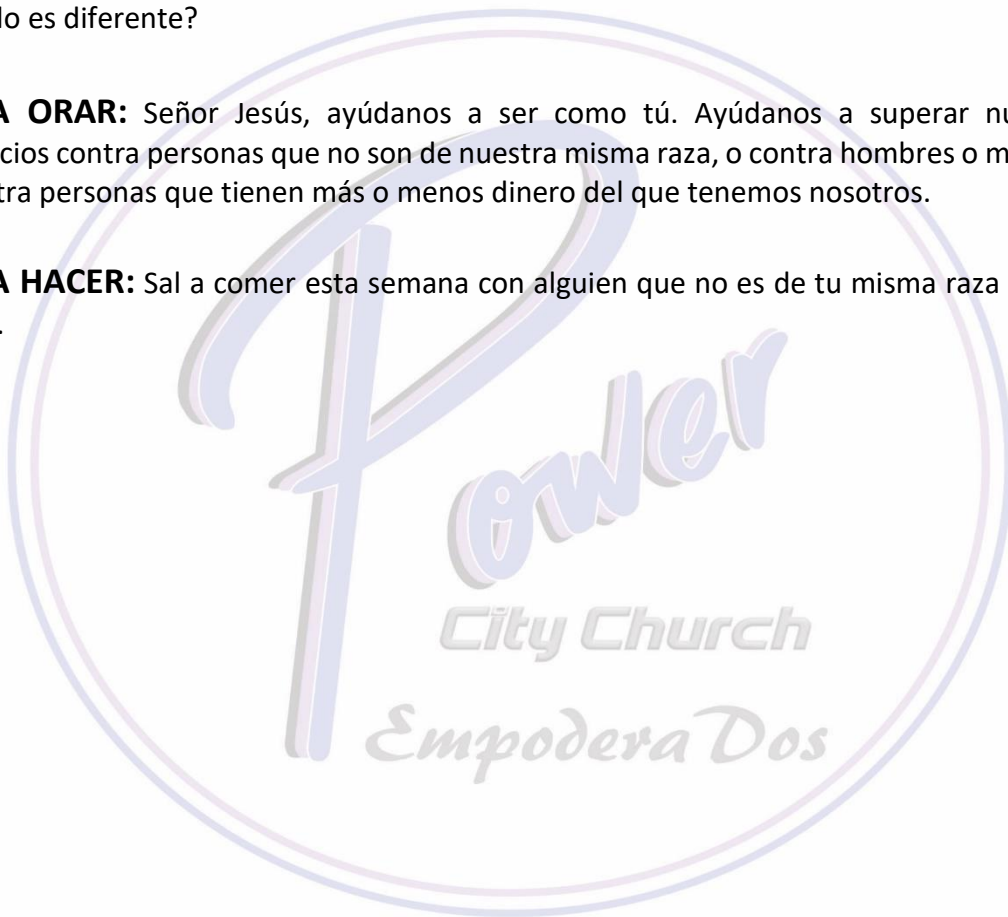 lo es diferente?
A ORAR: Señor Jesús, ayúdanos a ser como tú. Ayúdanos a superar nu
cios contra personas que no son de nuestra misma raza, o contra hombres o m
tra personas que tienen más o menos dinero del que tenemos nosotros.
A HACER: Sal a comer esta semana con alguien que no es de tu misma raza
.
Power
City Church
Empodera Dos